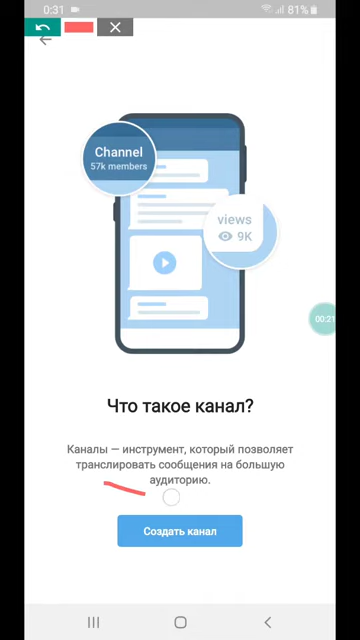 0:31
81%
Channel
57k members
views
9K
00:21
Что такое канал?
Каналы — инструмент, который позволяет
транслировать сообщения на большую
аудиторию.
Создать канал